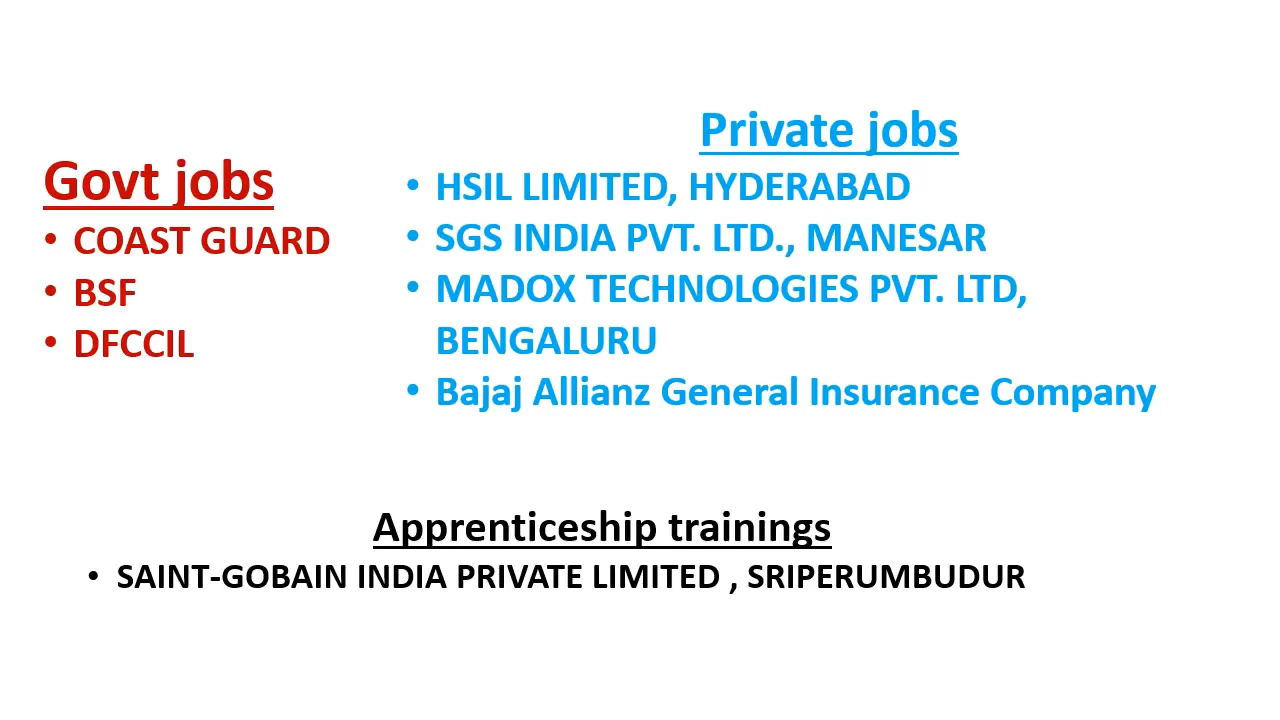 Govt jobs
• COAST GUARD
• BSF
• DFCCIL
Private jobs
• HSIL LIMITED, HYDERABAD
• SGS INDIA PVT. LTD., MANESAR
• MADOX TECHNOLOGIES PVT. LTD,
BENGALURU
• Bajaj Allianz General Insurance Company
Apprenticeship trainings
• SAINT-GOBAIN INDIA PRIVATE LIMITED , SRIPERUMBUDUR